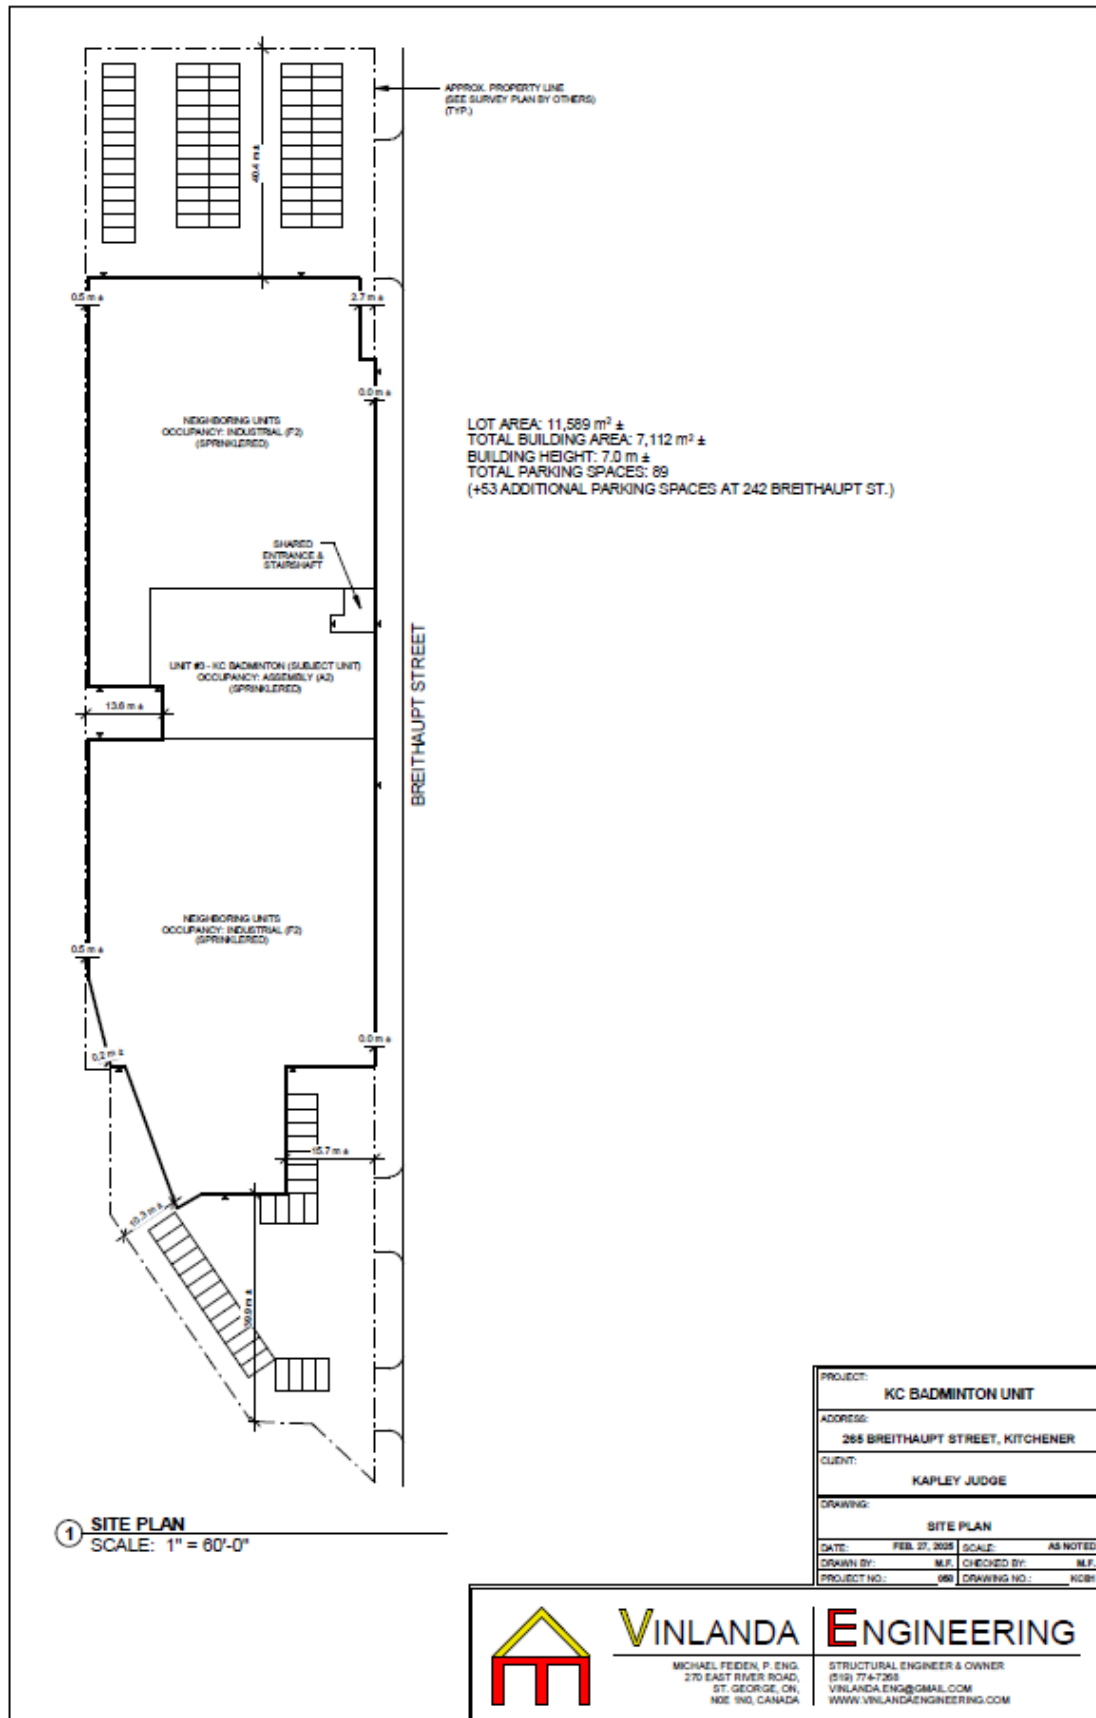 APPROX. PROPERTY LINE
(SEE SURVEY PLAN BY OTHERS)
(TYP.)
40.4 m ±
0.5 m ±
2.7 m ±
0.0 m ±
NEIGHBORING UNITS
OCCUPANCY: INDUSTRIAL (F2)
(SPRINKLERED)
LOT AREA: 11,589 m² ±
TOTAL BUILDING AREA: 7,112 m² ±
BUILDING HEIGHT: 7.0 m ±
TOTAL PARKING SPACES: 89
(+53 ADDITIONAL PARKING SPACES AT 242 BREITHAUPT ST.)
SHARED
ENTRANCE &
STAIRSHAFT
UNIT #3 - KC BADMINTON (SUBJECT UNIT)
OCCUPANCY: ASSEMBLY (A2)
(SPRINKLERED)
13.6 m ±
BREITHAUPT STREET
NEIGHBORING UNITS
OCCUPANCY: INDUSTRIAL (F2)
(SPRINKLERED)
0.5 m ±
0.0 m ±
0.2 m ±
15.7 m ±
10.3 m ±
39.9 m ±
1
SITE PLAN
SCALE: 1" = 60'-0"
PROJECT:
KC BADMINTON UNIT
ADDRESS:
265 BREITHAUPT STREET, KITCHENER
CLIENT:
KAPLEY JUDGE
DRAWING:
SITE PLAN
DATE: FEB. 27, 2025 SCALE: AS NOTED
DRAWN BY: M.F. CHECKED BY: M.F.
PROJECT NO.: DRAWING NO.:
VINLANDA ENGINEERING
MICHAEL FEIDEN, P. ENG.
270 EAST RIVER ROAD,
ST. GEORGE, ON,
N0E 1N0, CANADA
STRUCTURAL ENGINEER & OWNER
(519) 774-7268
VINLANDA.ENG@GMAIL.COM
WWW.VINLANDAENGINEERING.COM